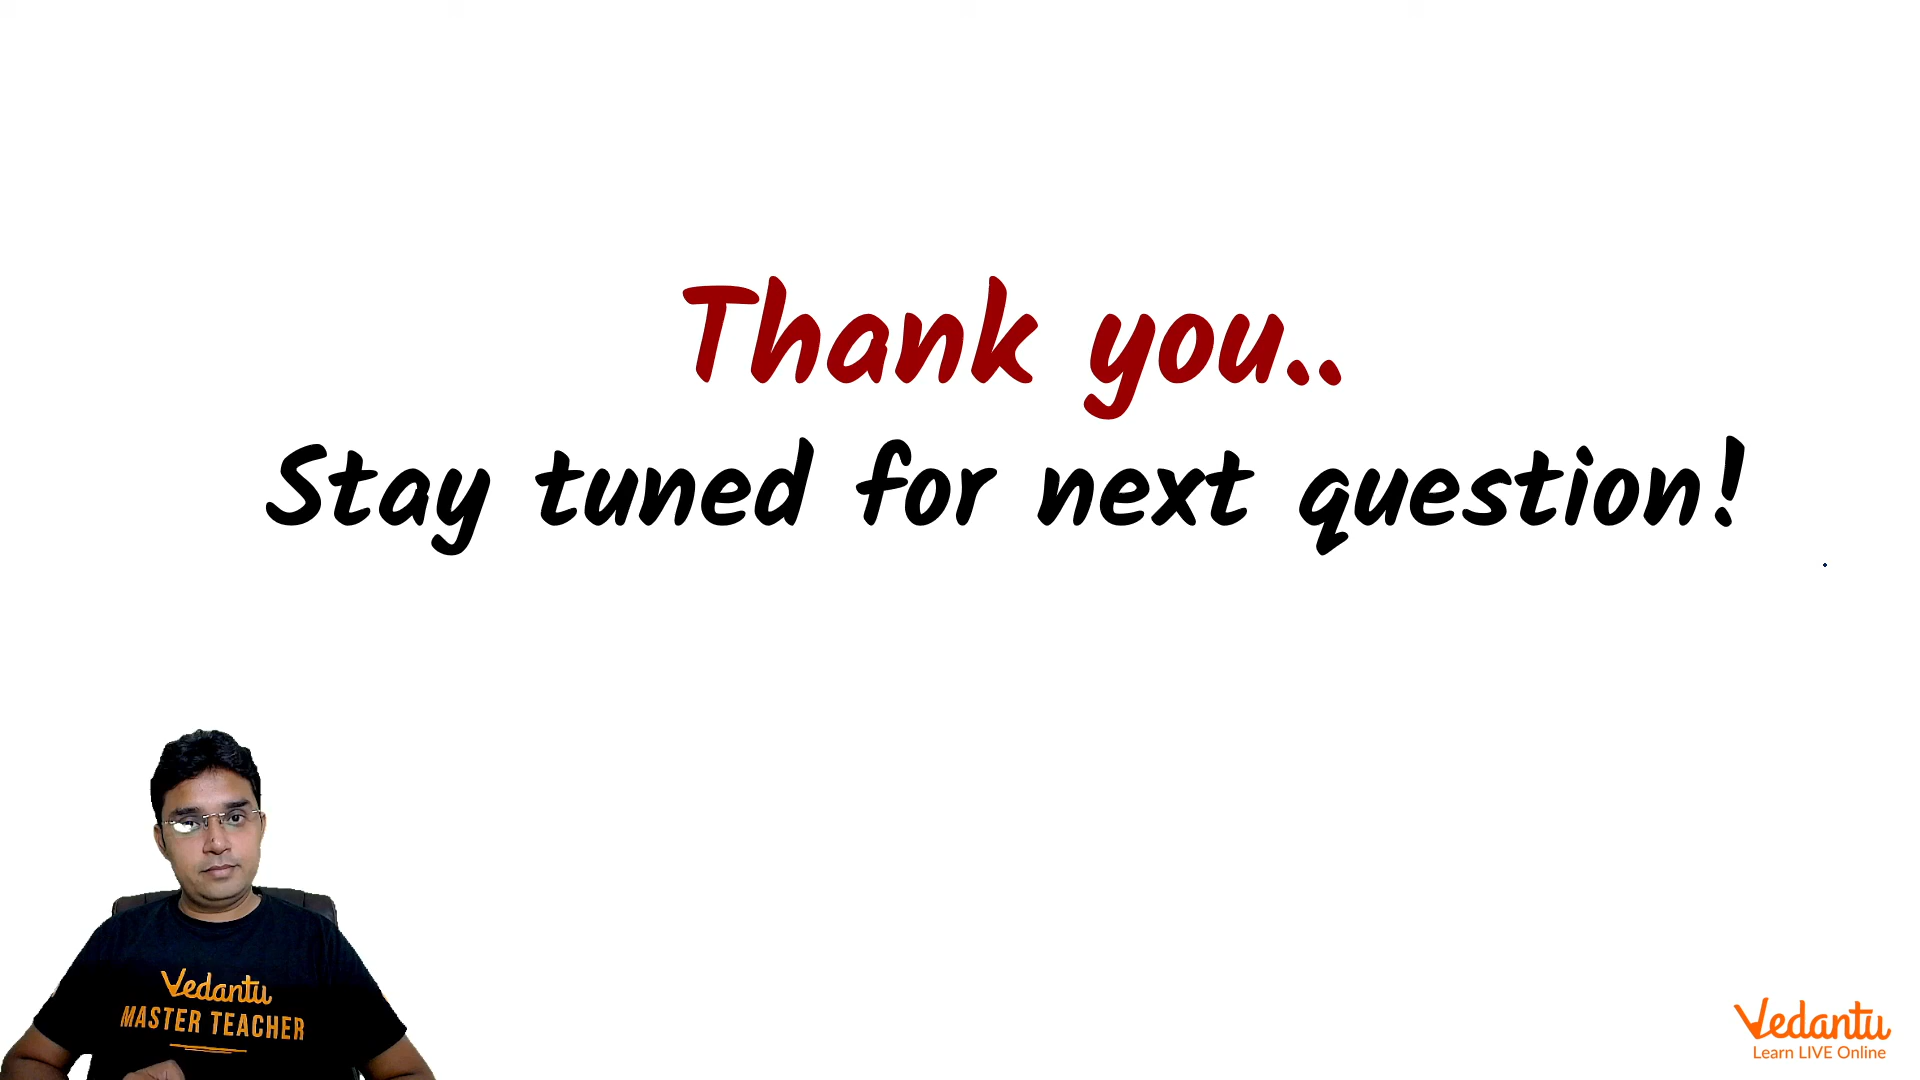 Thank you..
Stay tuned for next question!
Vedantu
MASTER TEACHER
Vedantu
Learn LIVE Online